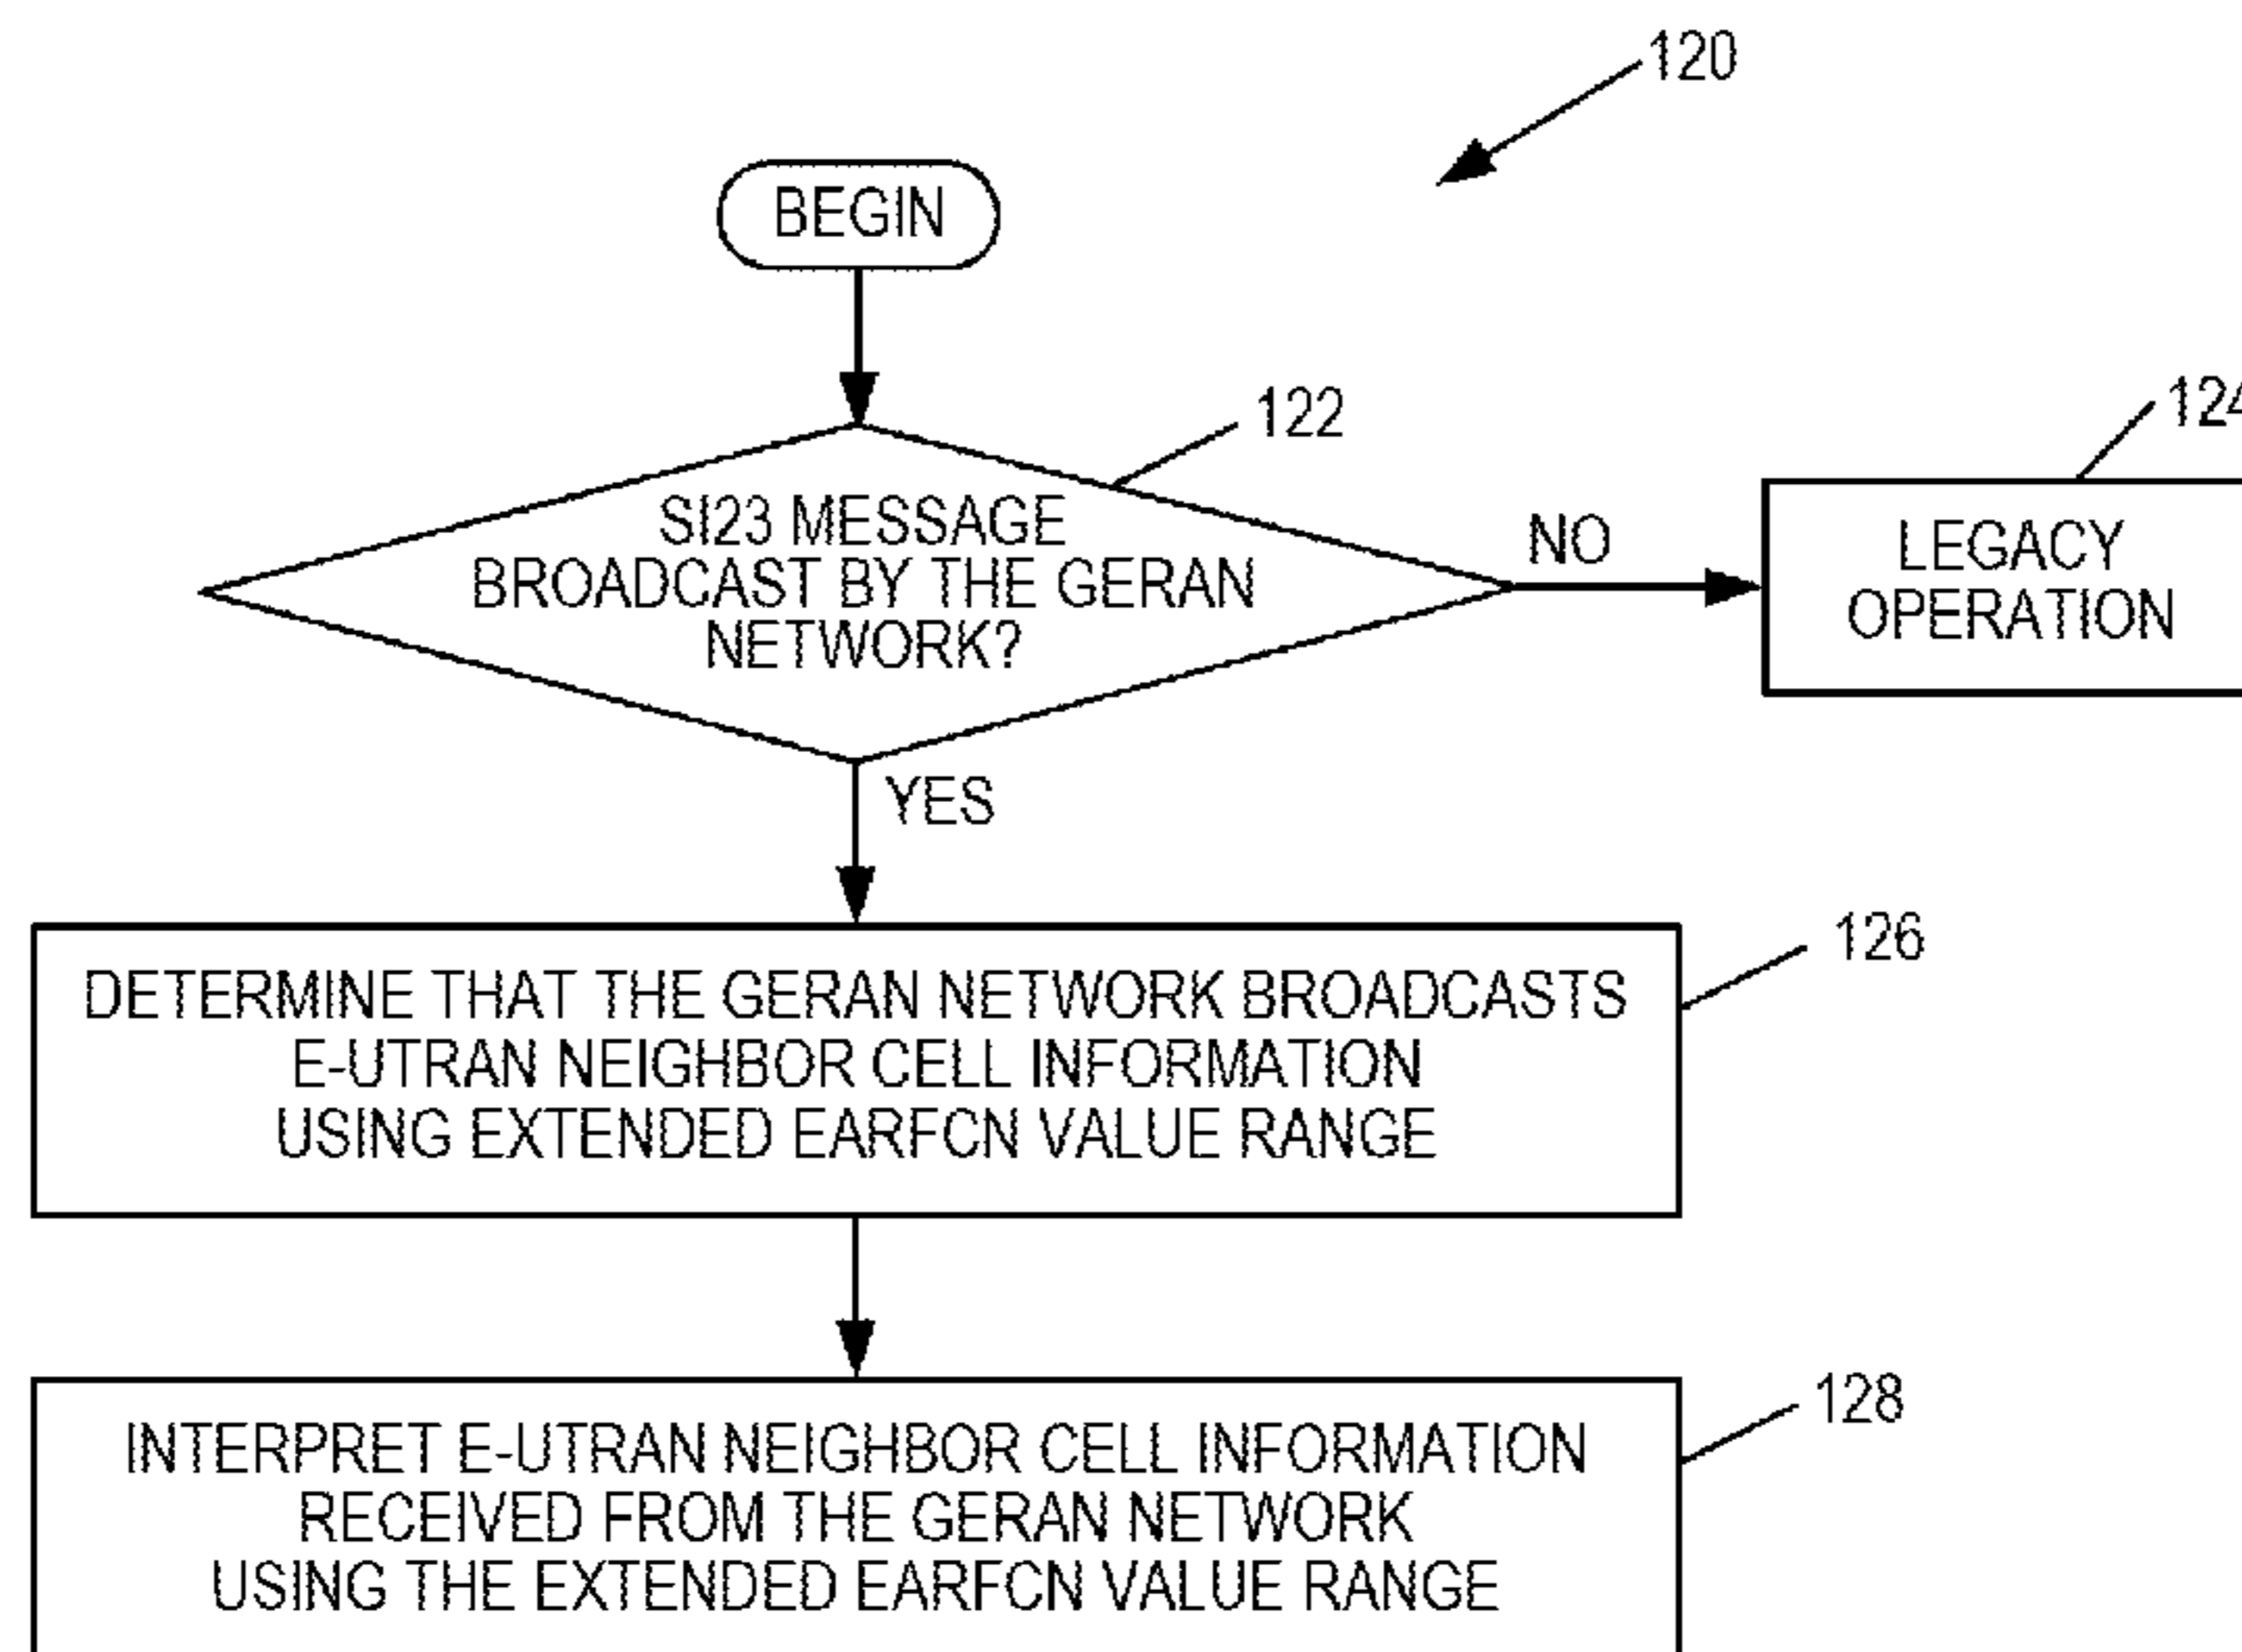 120
BEGIN
122
124
SI23 MESSAGE
BROADCAST BY THE GERAN
NETWORK?
NO
LEGACY
OPERATION
YES
126
DETERMINE THAT THE GERAN NETWORK BROADCASTS
E-UTRAN NEIGHBOR CELL INFORMATION
USING EXTENDED EARFCN VALUE RANGE
128
INTERPRET E-UTRAN NEIGHBOR CELL INFORMATION
RECEIVED FROM THE GERAN NETWORK
USING THE EXTENDED EARFCN VALUE RANGE